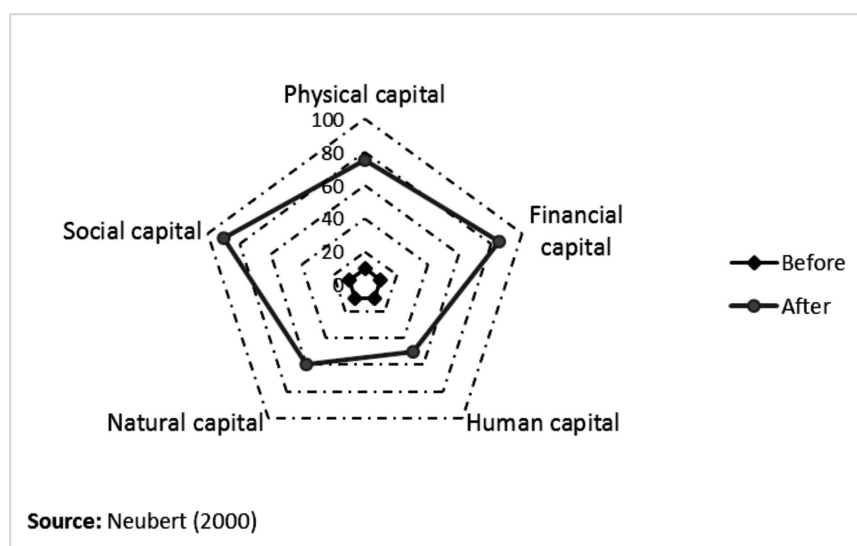 Physical capital
100
80
60
40
20
0
Financial
capital
Social capital
Natural capital
Human capital
Before
After
Source: Neubert (2000)